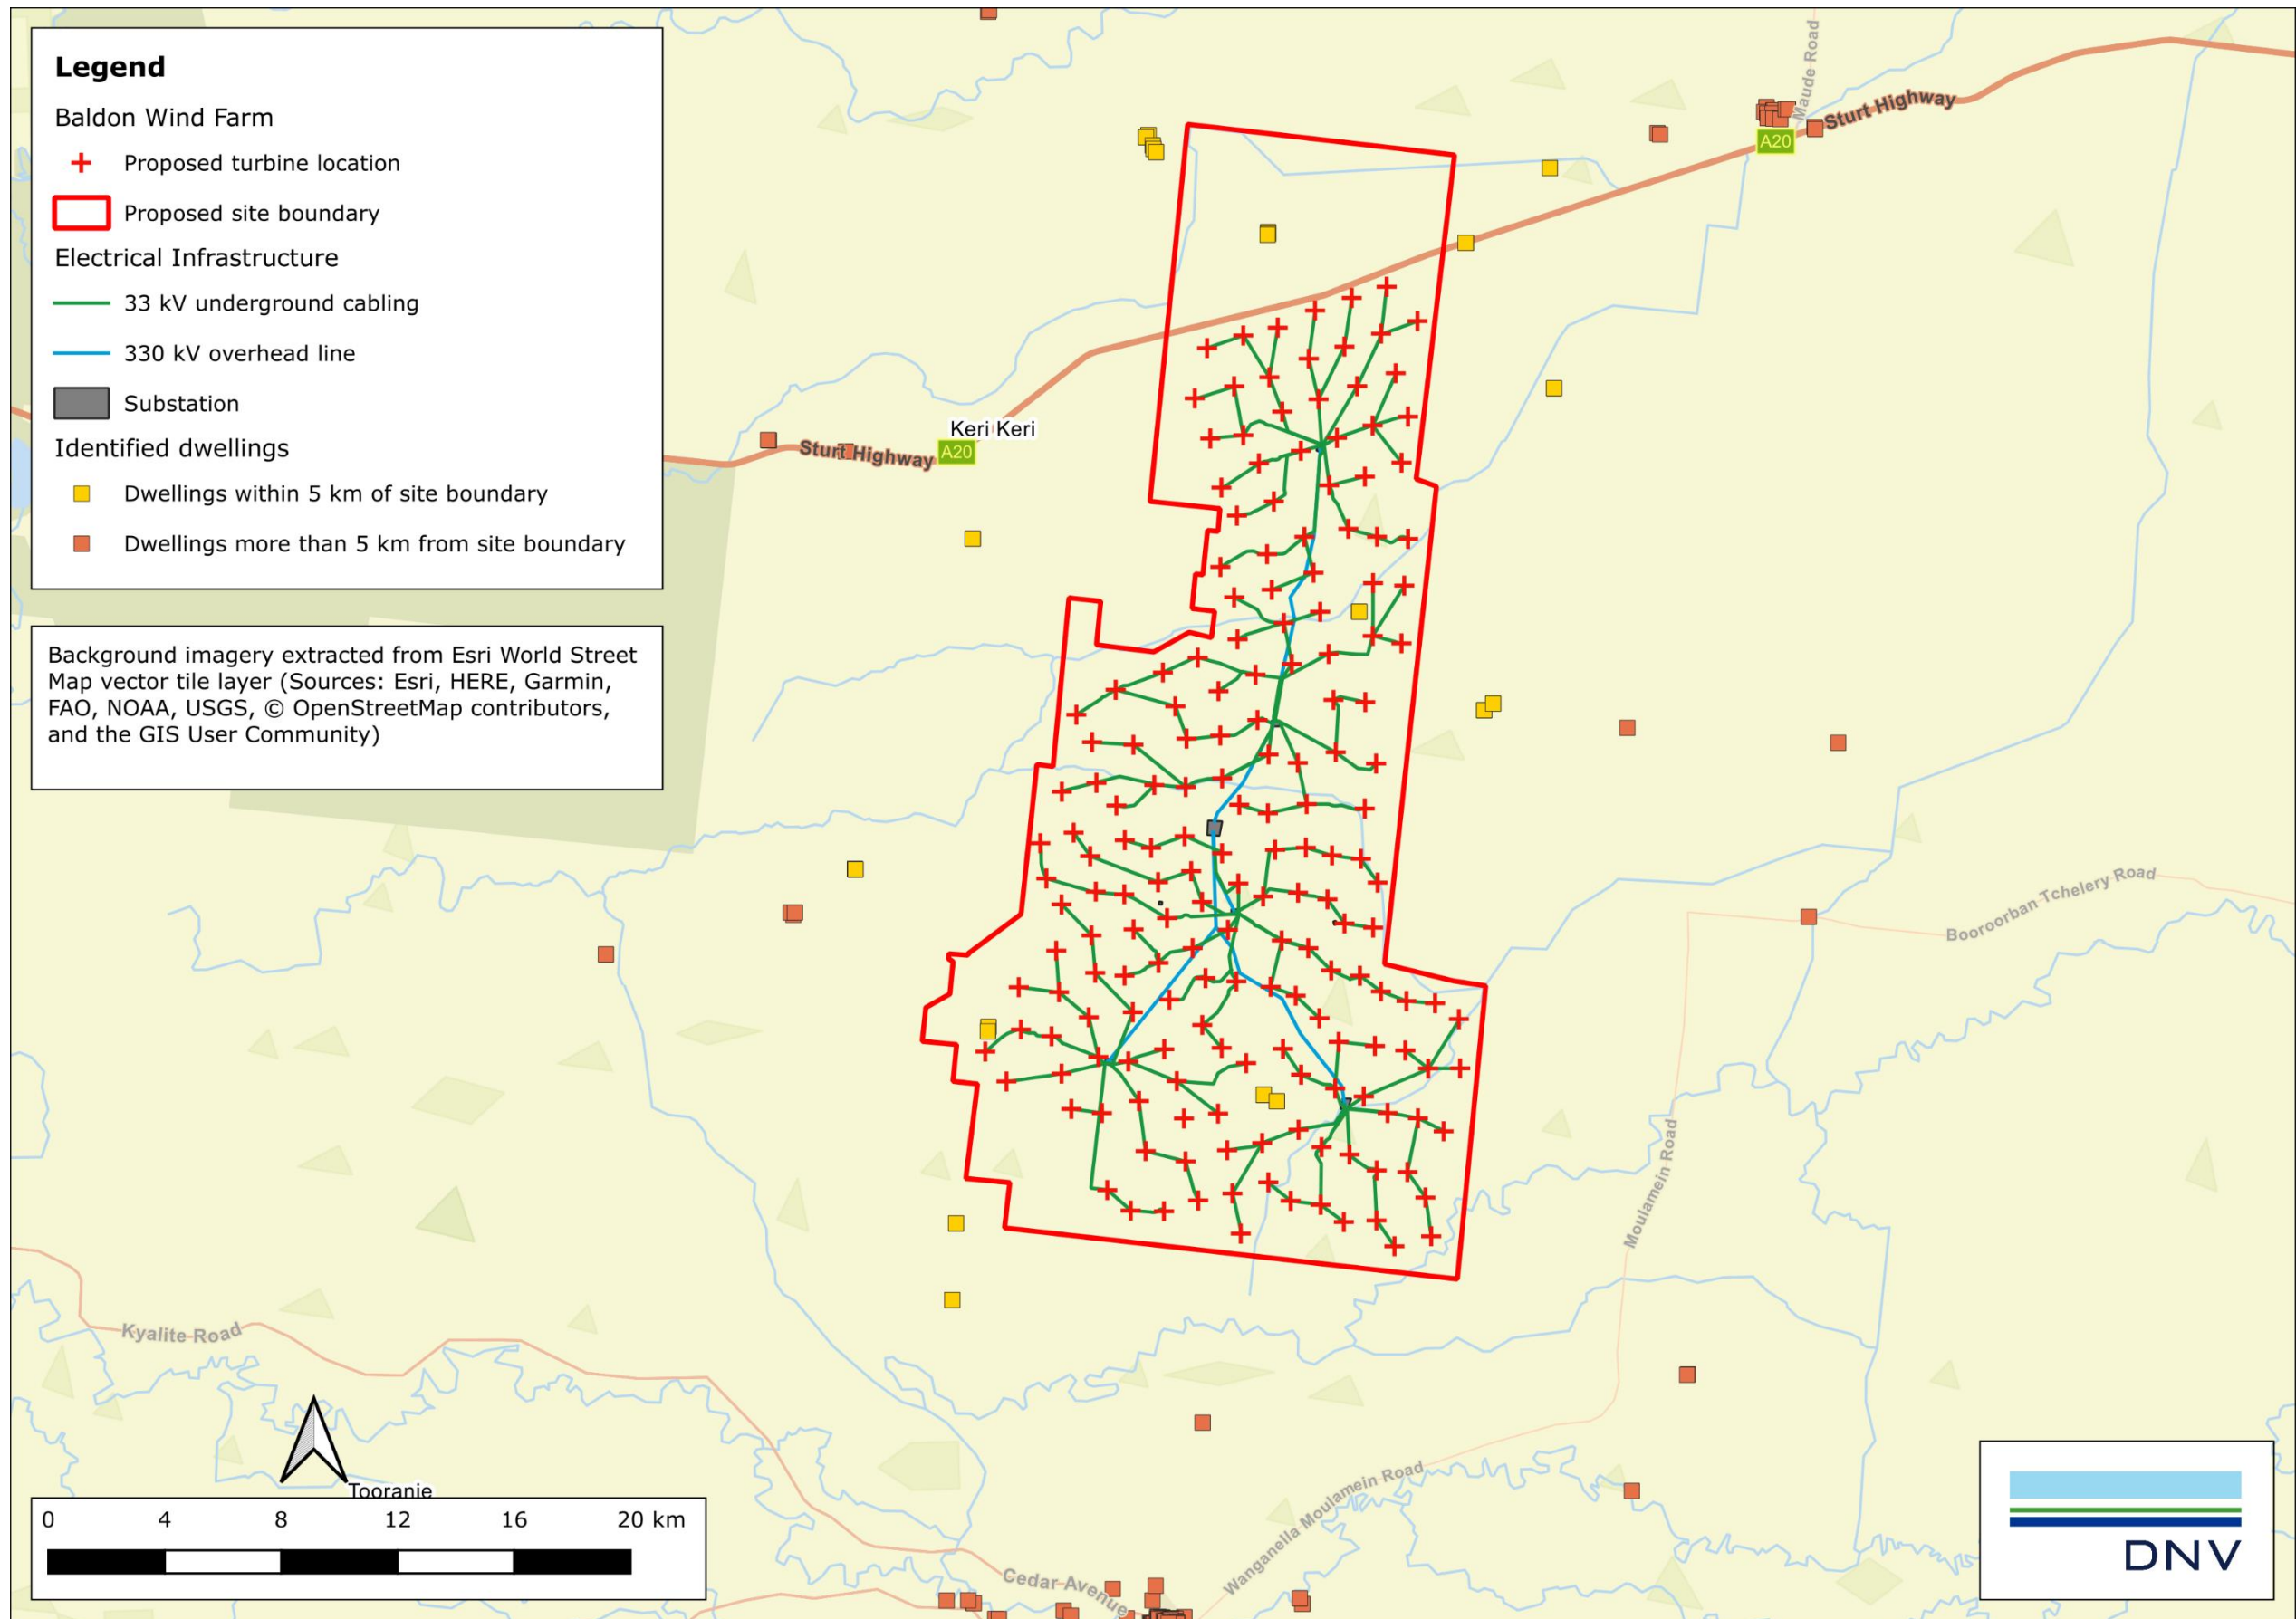 Legend
Baldon Wind Farm
Proposed turbine location
Proposed site boundary
Electrical Infrastructure
33 kV underground cabling
330 kV overhead line
Substation
Identified dwellings
Dwellings within 5 km of site boundary
Dwellings more than 5 km from site boundary
Background imagery extracted from Esri World Street
Map vector tile layer (Sources: Esri, HERE, Garmin,
FAO, NOAA, USGS, © OpenStreetMap contributors,
and the GIS User Community)
Maude Road
Sturt Highway
A20
Keri Keri
Sturt Highway
A20
Booroorban Tchelery Road
Moulamein Road
Kyalite Road
Tooranie
Wanganella Moulamein Road
Cedar Avenue
0 4 8 12 16 20 km
DNV